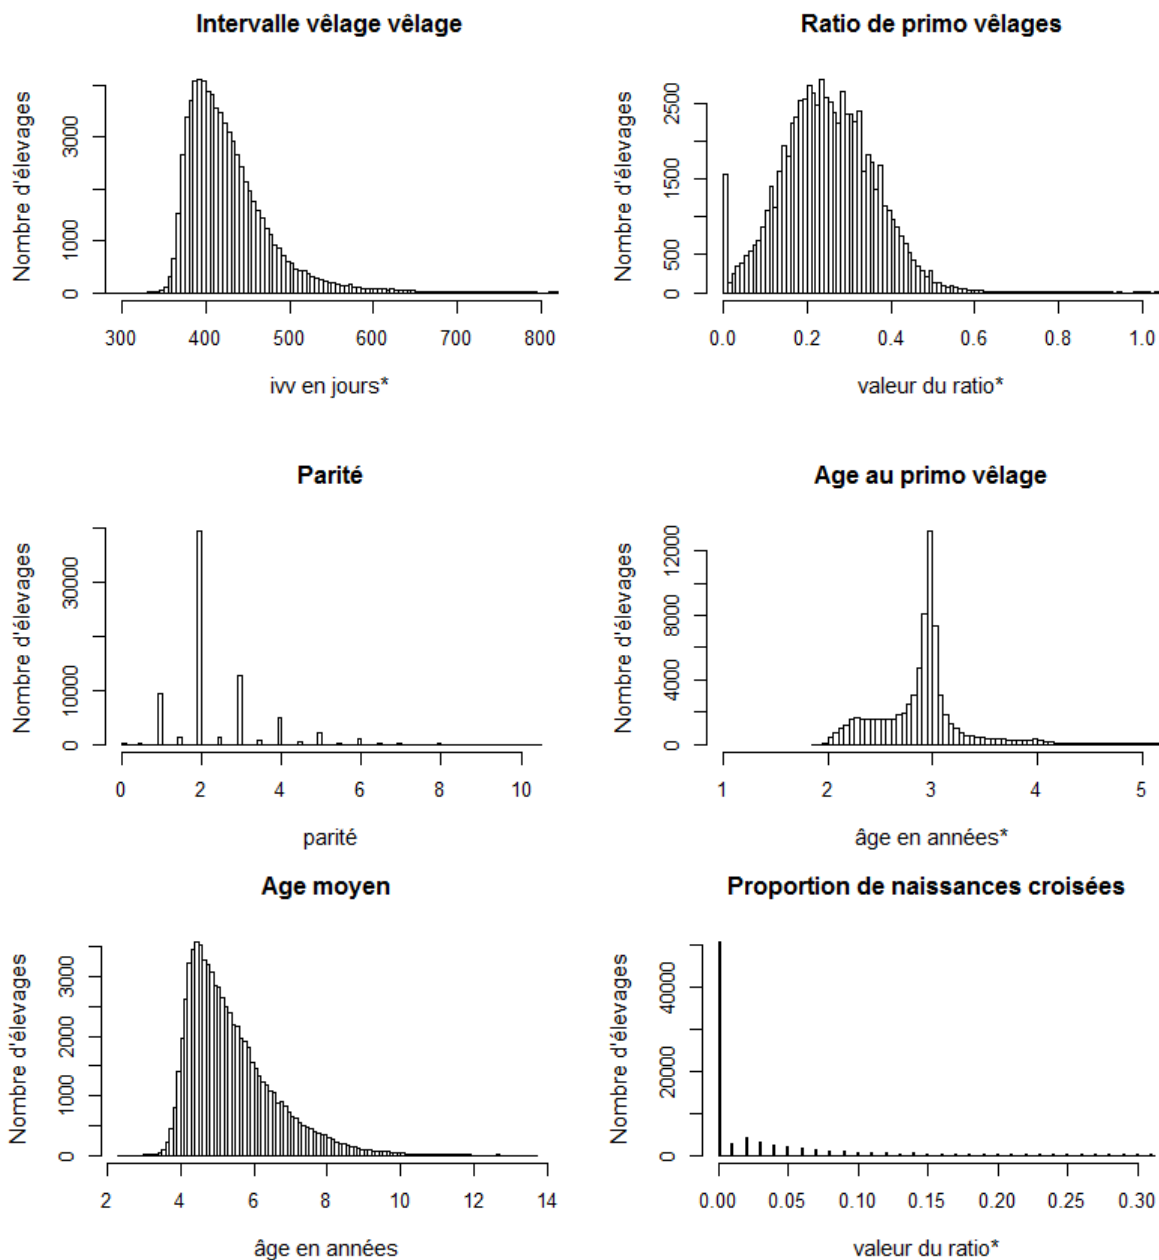 Intervalle vêlage vêlage
Nombre d'élevages
0 1000 3000
300 400 500 600 700 800
ivv en jours*
Ratio de primo vêlages
Nombre d'élevages
0 500 1500 2500
0.0 0.2 0.4 0.6 0.8 1.0
valeur du ratio*
Parité
Nombre d'élevages
0 10000 30000
0 2 4 6 8 10
parité
Age au primo vêlage
Nombre d'élevages
0 4000 8000 12000
1 2 3 4 5
âge en années*
Age moyen
Nombre d'élevages
0 1000 2000 3000
2 4 6 8 10 12 14
âge en années
Proportion de naissances croisées
Nombre d'élevages
0 20000 40000
0.00 0.05 0.10 0.15 0.20 0.25 0.30
valeur du ratio*